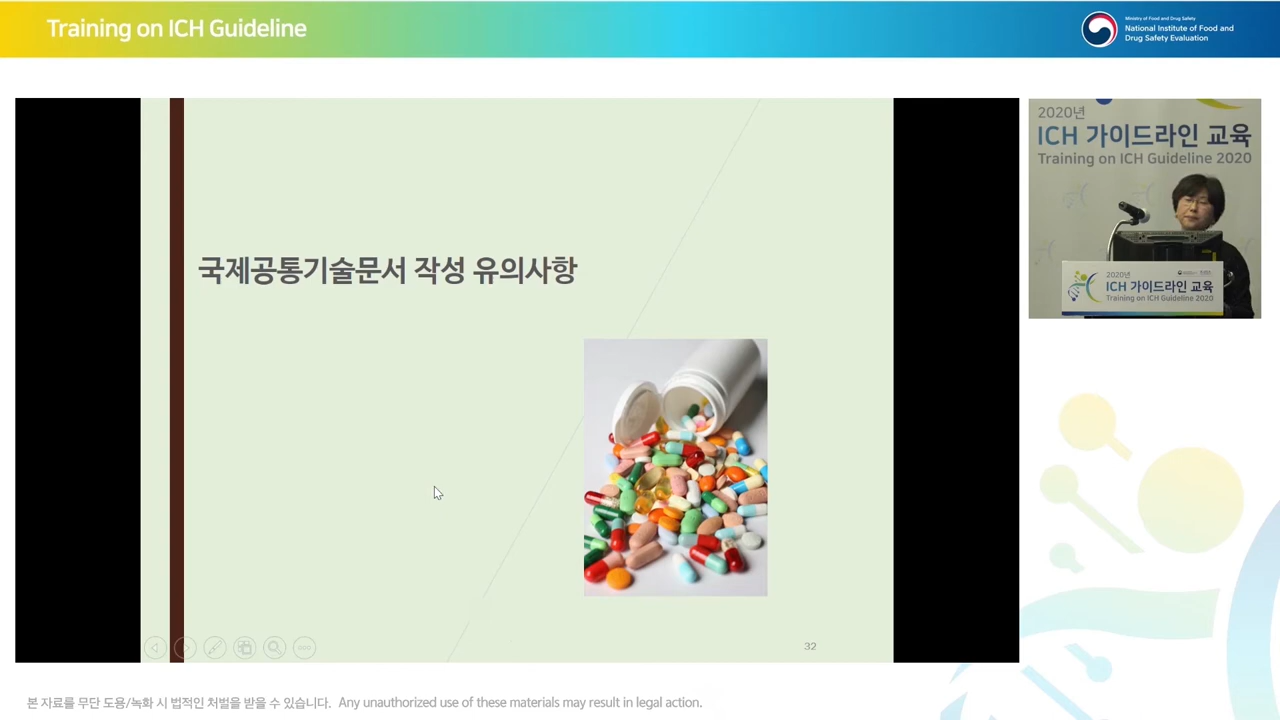 Training on ICH Guideline
Ministry of Food and Drug Safety
National Institute of Food and
Drug Safety Evaluation
국제공통기술문서 작성 유의사항
32
2020년
ICH 가이드라인 교육
Training on ICH Guideline 2020
2020년
ICH 가이드라인 교육
Training on ICH Guideline 2020
본 자료를 무단 도용/녹화 시 법적인 처벌을 받을 수 있습니다. Any unauthorized use of these materials may result in legal action.